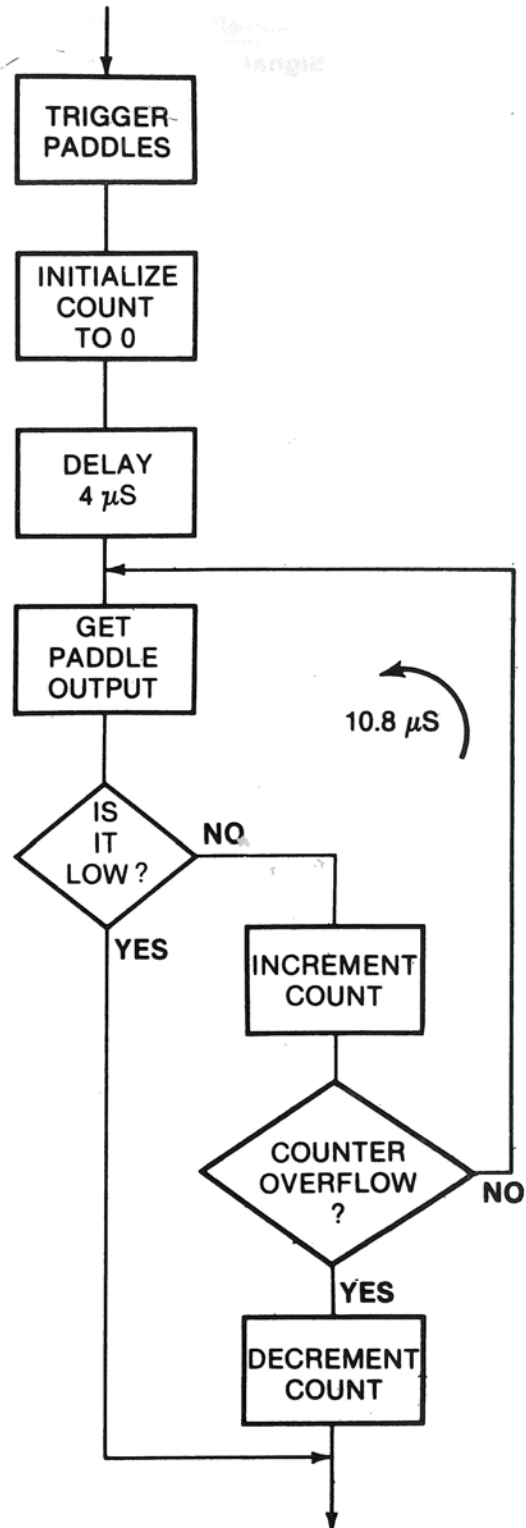 Signal
TRIGGER
PADDLES
INITIALIZE
COUNT
TO 0
DELAY
4 µS
GET
PADDLE
OUTPUT
10.8 µS
IS
IT
LOW ?
NO
YES
INCREMENT
COUNT
COUNTER
OVERFLOW
?
NO
YES
DECREMENT
COUNT